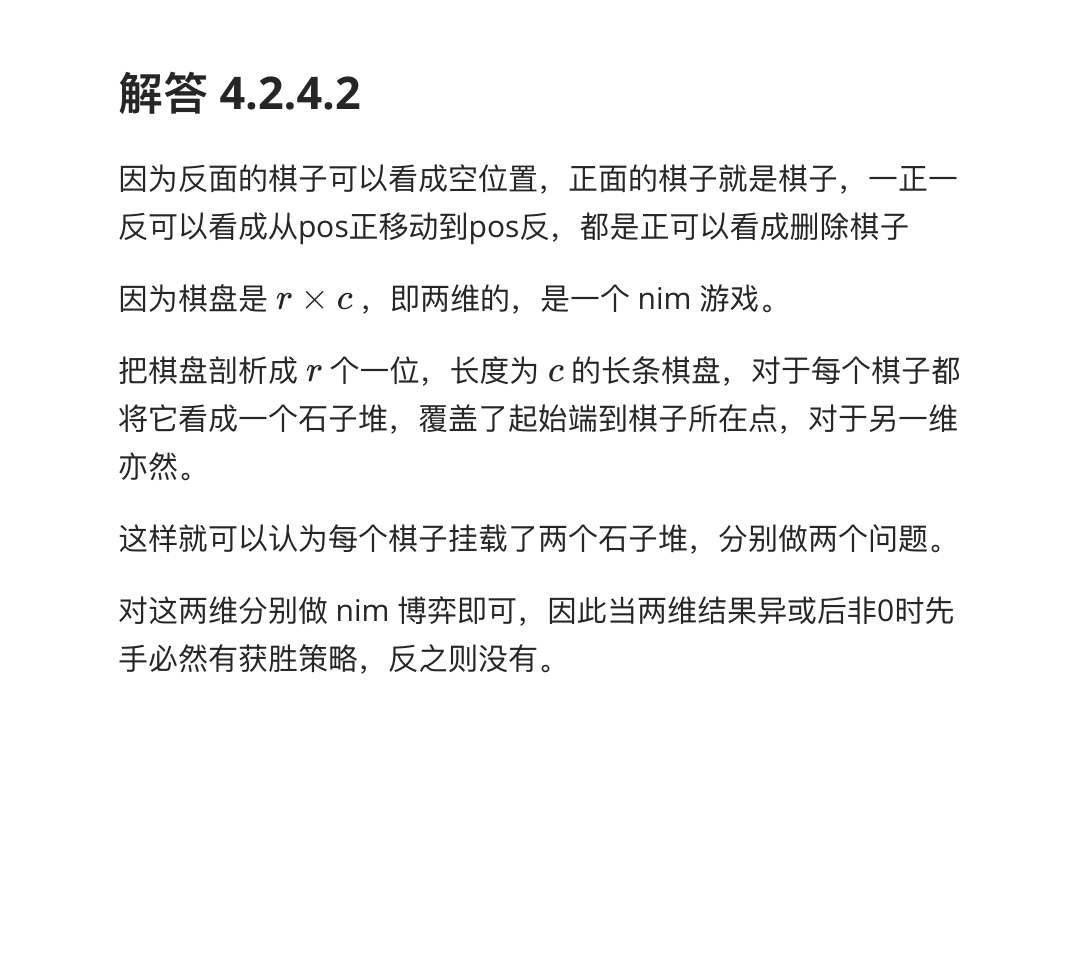 解答 4.2.4.2
因为反面的棋子可以看成空位置，正面的棋子就是棋子，一正一
反可以看成从pos正移动到pos反，都是正可以看成删除棋子
因为棋盘是 r × c ，即两维的，是一个 nim 游戏。
把棋盘剖析成 r 个一位，长度为 c 的长条棋盘，对于每个棋子都
将它看成一个石子堆，覆盖了起始端到棋子所在点，对于另一维
亦然。
这样就可以认为每个棋子挂载了两个石子堆，分别做两个问题。
对这两维分别做 nim 博弈即可，因此当两维结果异或后非0时先
手必然有获胜策略，反之则没有。